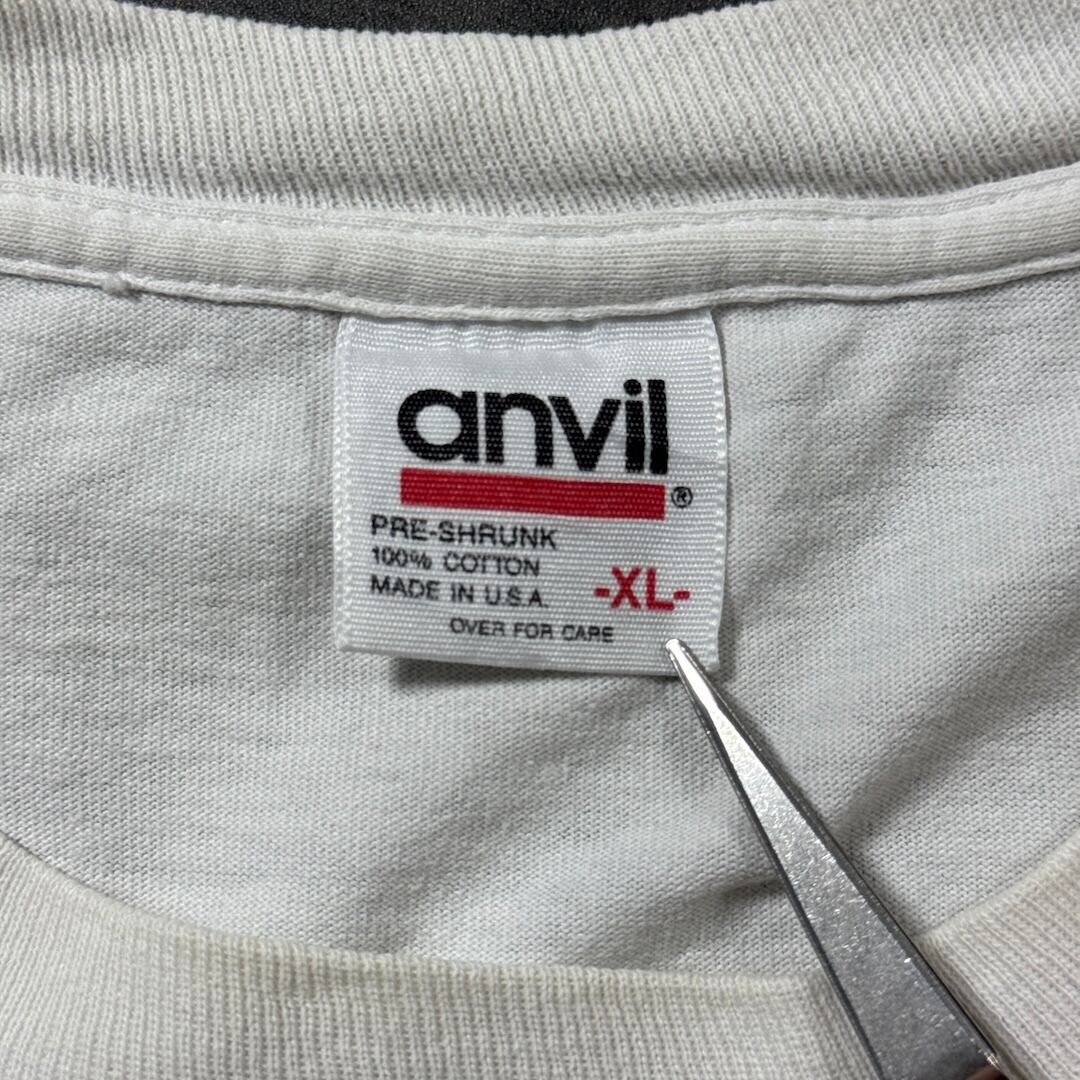 anvil
®
PRE-SHRUNK
100% COTTON
MADE IN U.S.A.
-XL-
OVER FOR CARE